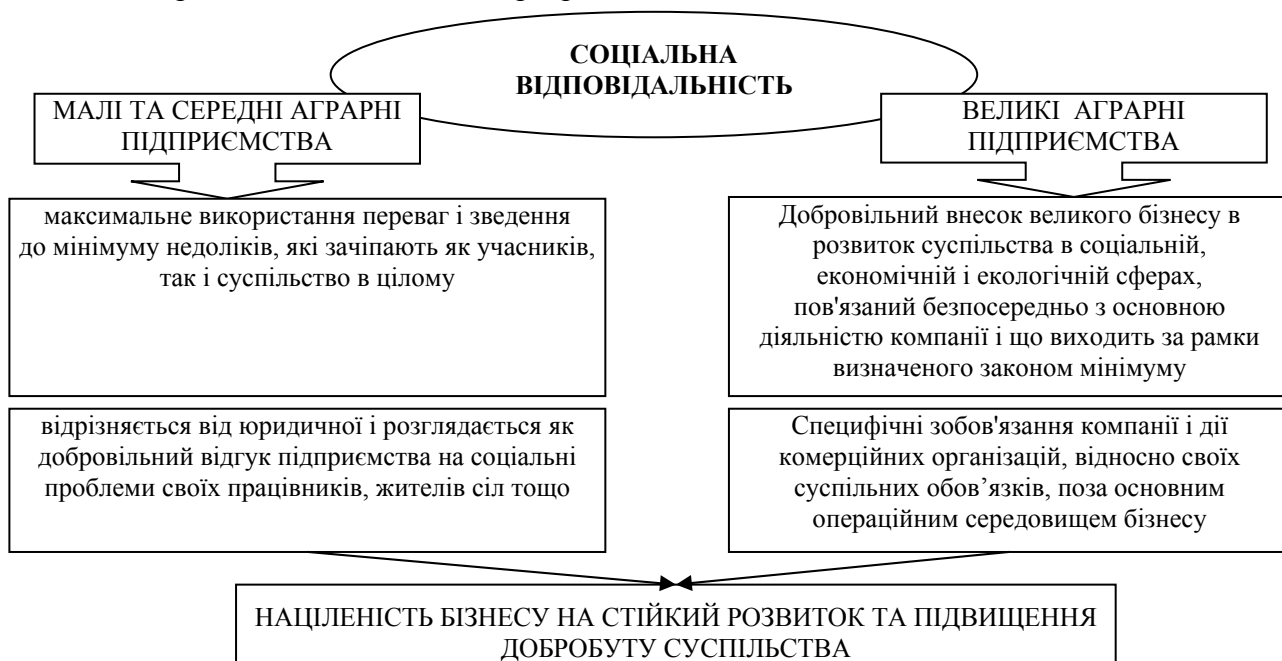 СОЦІАЛЬНА
ВІДПОВІДАЛЬНІСТЬ
МАЛІ ТА СЕРЕДНІ АГРАРНІ
ПІДПРИЄМСТВА
ВЕЛИКІ АГРАРНІ
ПІДПРИЄМСТВА
максимальне використання переваг і зведення
до мінімуму недоліків, які зачіпають як учасників,
так і суспільство в цілому
Добровільний внесок великого бізнесу в
розвиток суспільства в соціальній,
економічній і екологічній сферах,
пов'язаний безпосередньо з основною
діяльністю компанії і що виходить за рамки
визначеного законом мінімуму
відрізняється від юридичної і розглядається як
добровільний відгук підприємства на соціальні
проблеми своїх працівників, жителів сіл тощо
Специфічні зобов'язання компанії і дії
комерційних організацій, відносно своїх
суспільних обов’язків, поза основним
операційним середовищем бізнесу
НАЦІЛЕНІСТЬ БІЗНЕСУ НА СТІЙКИЙ РОЗВИТОК ТА ПІДВИЩЕННЯ
ДОБРОБУТУ СУСПІЛЬСТВА